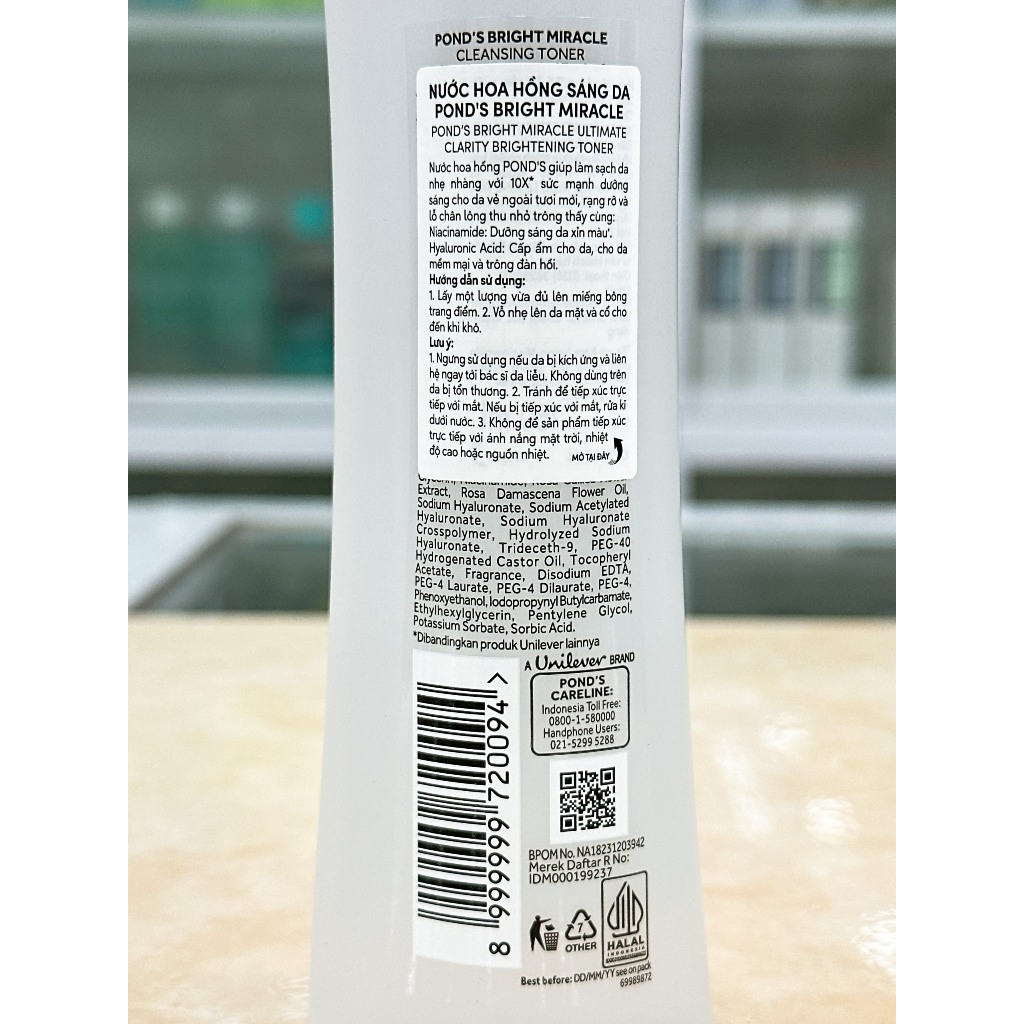 POND'S BRIGHT MIRACLE
CLEANSING TONER
NƯỚC HOA HỒNG SÁNG DA
POND'S BRIGHT MIRACLE
POND'S BRIGHT MIRACLE ULTIMATE
CLARITY BRIGHTENING TONER
Nước hoa hồng POND'S giúp làm sạch da
nhẹ nhàng với 10X* sức mạnh dưỡng
sáng cho da vẻ ngoài tươi mới, rạng rỡ và
lỗ chân lông thu nhỏ trông thấy cùng:
Niacinamide: Dưỡng sáng da xỉn màu*.
Hyaluronic Acid: Cấp ẩm cho da, cho da
mềm mại và trông đàn hồi.
Hướng dẫn sử dụng:
1. Lấy một lượng vừa đủ lên miếng bông
trang điểm. 2. Vỗ nhẹ lên da mặt và cổ cho
đến khi khô.
Lưu ý:
1. Ngưng sử dụng nếu da bị kích ứng và liên
hệ ngay tới bác sĩ da liễu. Không dùng trên
da bị tổn thương. 2. Tránh để tiếp xúc trực
tiếp với mắt. Nếu bị tiếp xúc với mắt, rửa kĩ
dưới nước. 3. Không để sản phẩm tiếp xúc
trực tiếp với ánh nắng mặt trời, nhiệt
độ cao hoặc nguồn nhiệt. MỞ TẠI ĐÂY
Extract, Rosa Damascena Flower Oil,
Sodium Hyaluronate, Sodium Acetylated
Hyaluronate, Sodium Hyaluronate
Crosspolymer, Hydrolyzed Sodium
Hyaluronate, Trideceth-9, PEG-40
Hydrogenated Castor Oil, Tocopheryl
Acetate, Fragrance, Disodium EDTA,
PEG-4 Laurate, PEG-4 Dilaurate, PEG-4,
Phenoxyethanol, Iodopropynyl Butylcarbamate,
Ethylhexylglycerin, Pentylene Glycol,
Potassium Sorbate, Sorbic Acid.
*Dibandingkan produk Unilever lainnya
A Unilever BRAND
POND'S
CARELINE:
Indonesia Toll Free:
0800-1-580000
Handphone Users:
021-5299 5288
8 999999 720094 >
BPOM No. NA18231203942
Merek Daftar R No:
IDM000199237
7
OTHER
HALAL
INDONESIA
Best before: DD/MM/YY see on pack
69989872